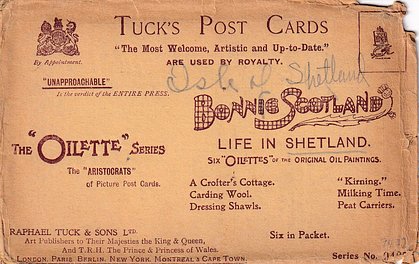 TUCK'S POST CARDS
"The Most Welcome, Artistic and Up-to-Date."
By Appointment.
ARE USED BY ROYALTY.
"UNAPPROACHABLE"
Is the verdict of the ENTIRE PRESS.
Isle of Shetland
BONNIE SCOTLAND
LIFE IN SHETLAND.
THE "OILETTE" SERIES
SIX "OILETTES" OF THE ORIGINAL OIL PAINTINGS.
The "ARISTOCRATS"
of Picture Post Cards.
A Crofter's Cottage. "Kirning."
Carding Wool. Milking Time.
Dressing Shawls. Peat Carriers.
RAPHAEL TUCK & SONS LTD.
Art Publishers to Their Majesties the King & Queen,
And T.R.H. The Prince & Princess of Wales.
LONDON, PARIS, BERLIN, NEW YORK, MONTREAL & CAPE TOWN.
Six in Packet.
Series No.